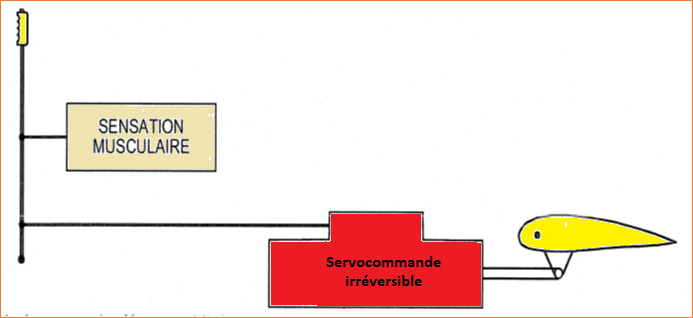 SENSATION
MUSCULAIRE
Servocommande
irréversible